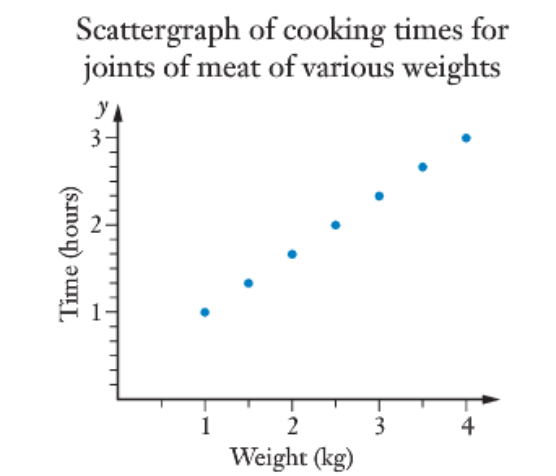 Scattergraph of cooking times for
joints of meat of various weights
y
3
2
1
Time (hours)
1 2 3 4
Weight (kg)